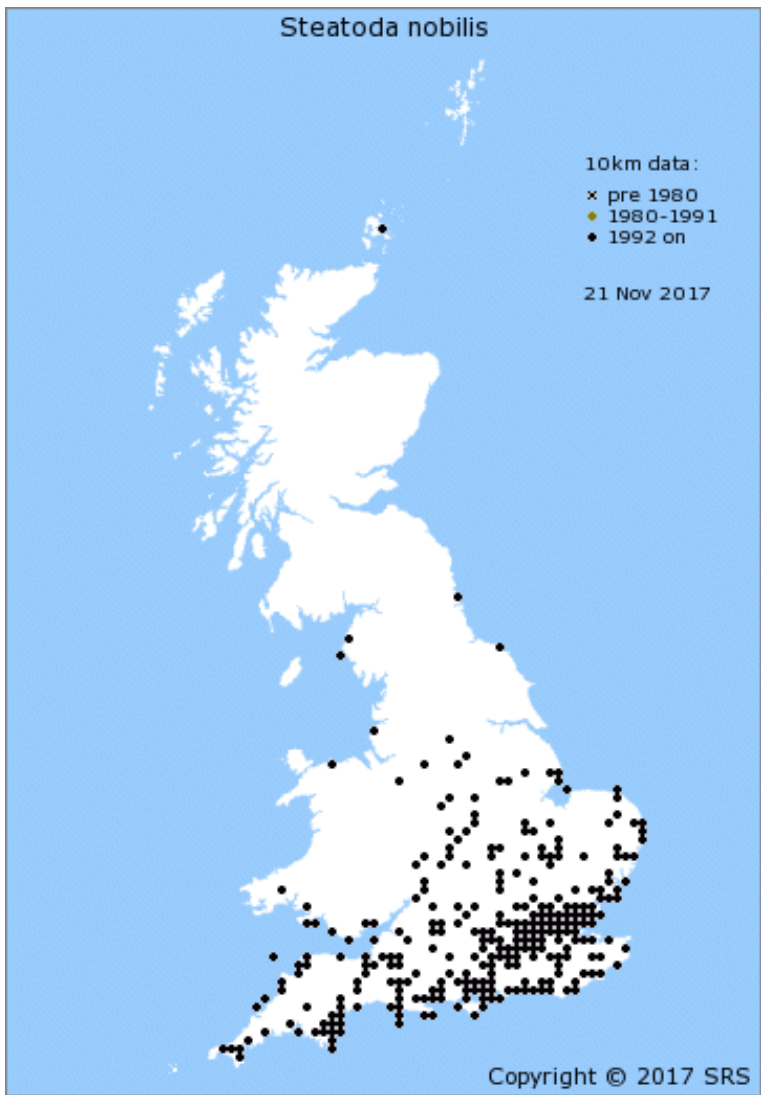 Steatoda nobilis
10km data:
pre 1980
1980-1991
1992 on
21 Nov 2017
Copyright © 2017 SRS